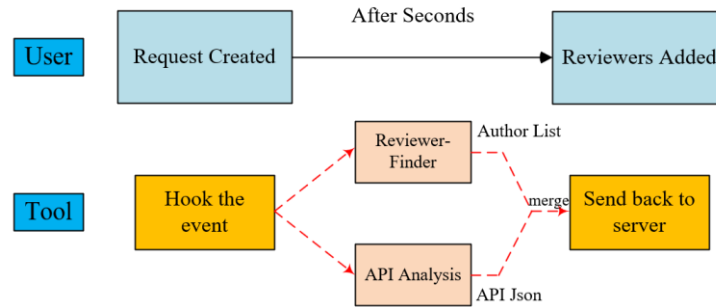 After Seconds
User
Request Created
Reviewers Added
Reviewer-
Finder
Author List
Tool
Hook the
event
merge
Send back to
server
API Analysis
API Json